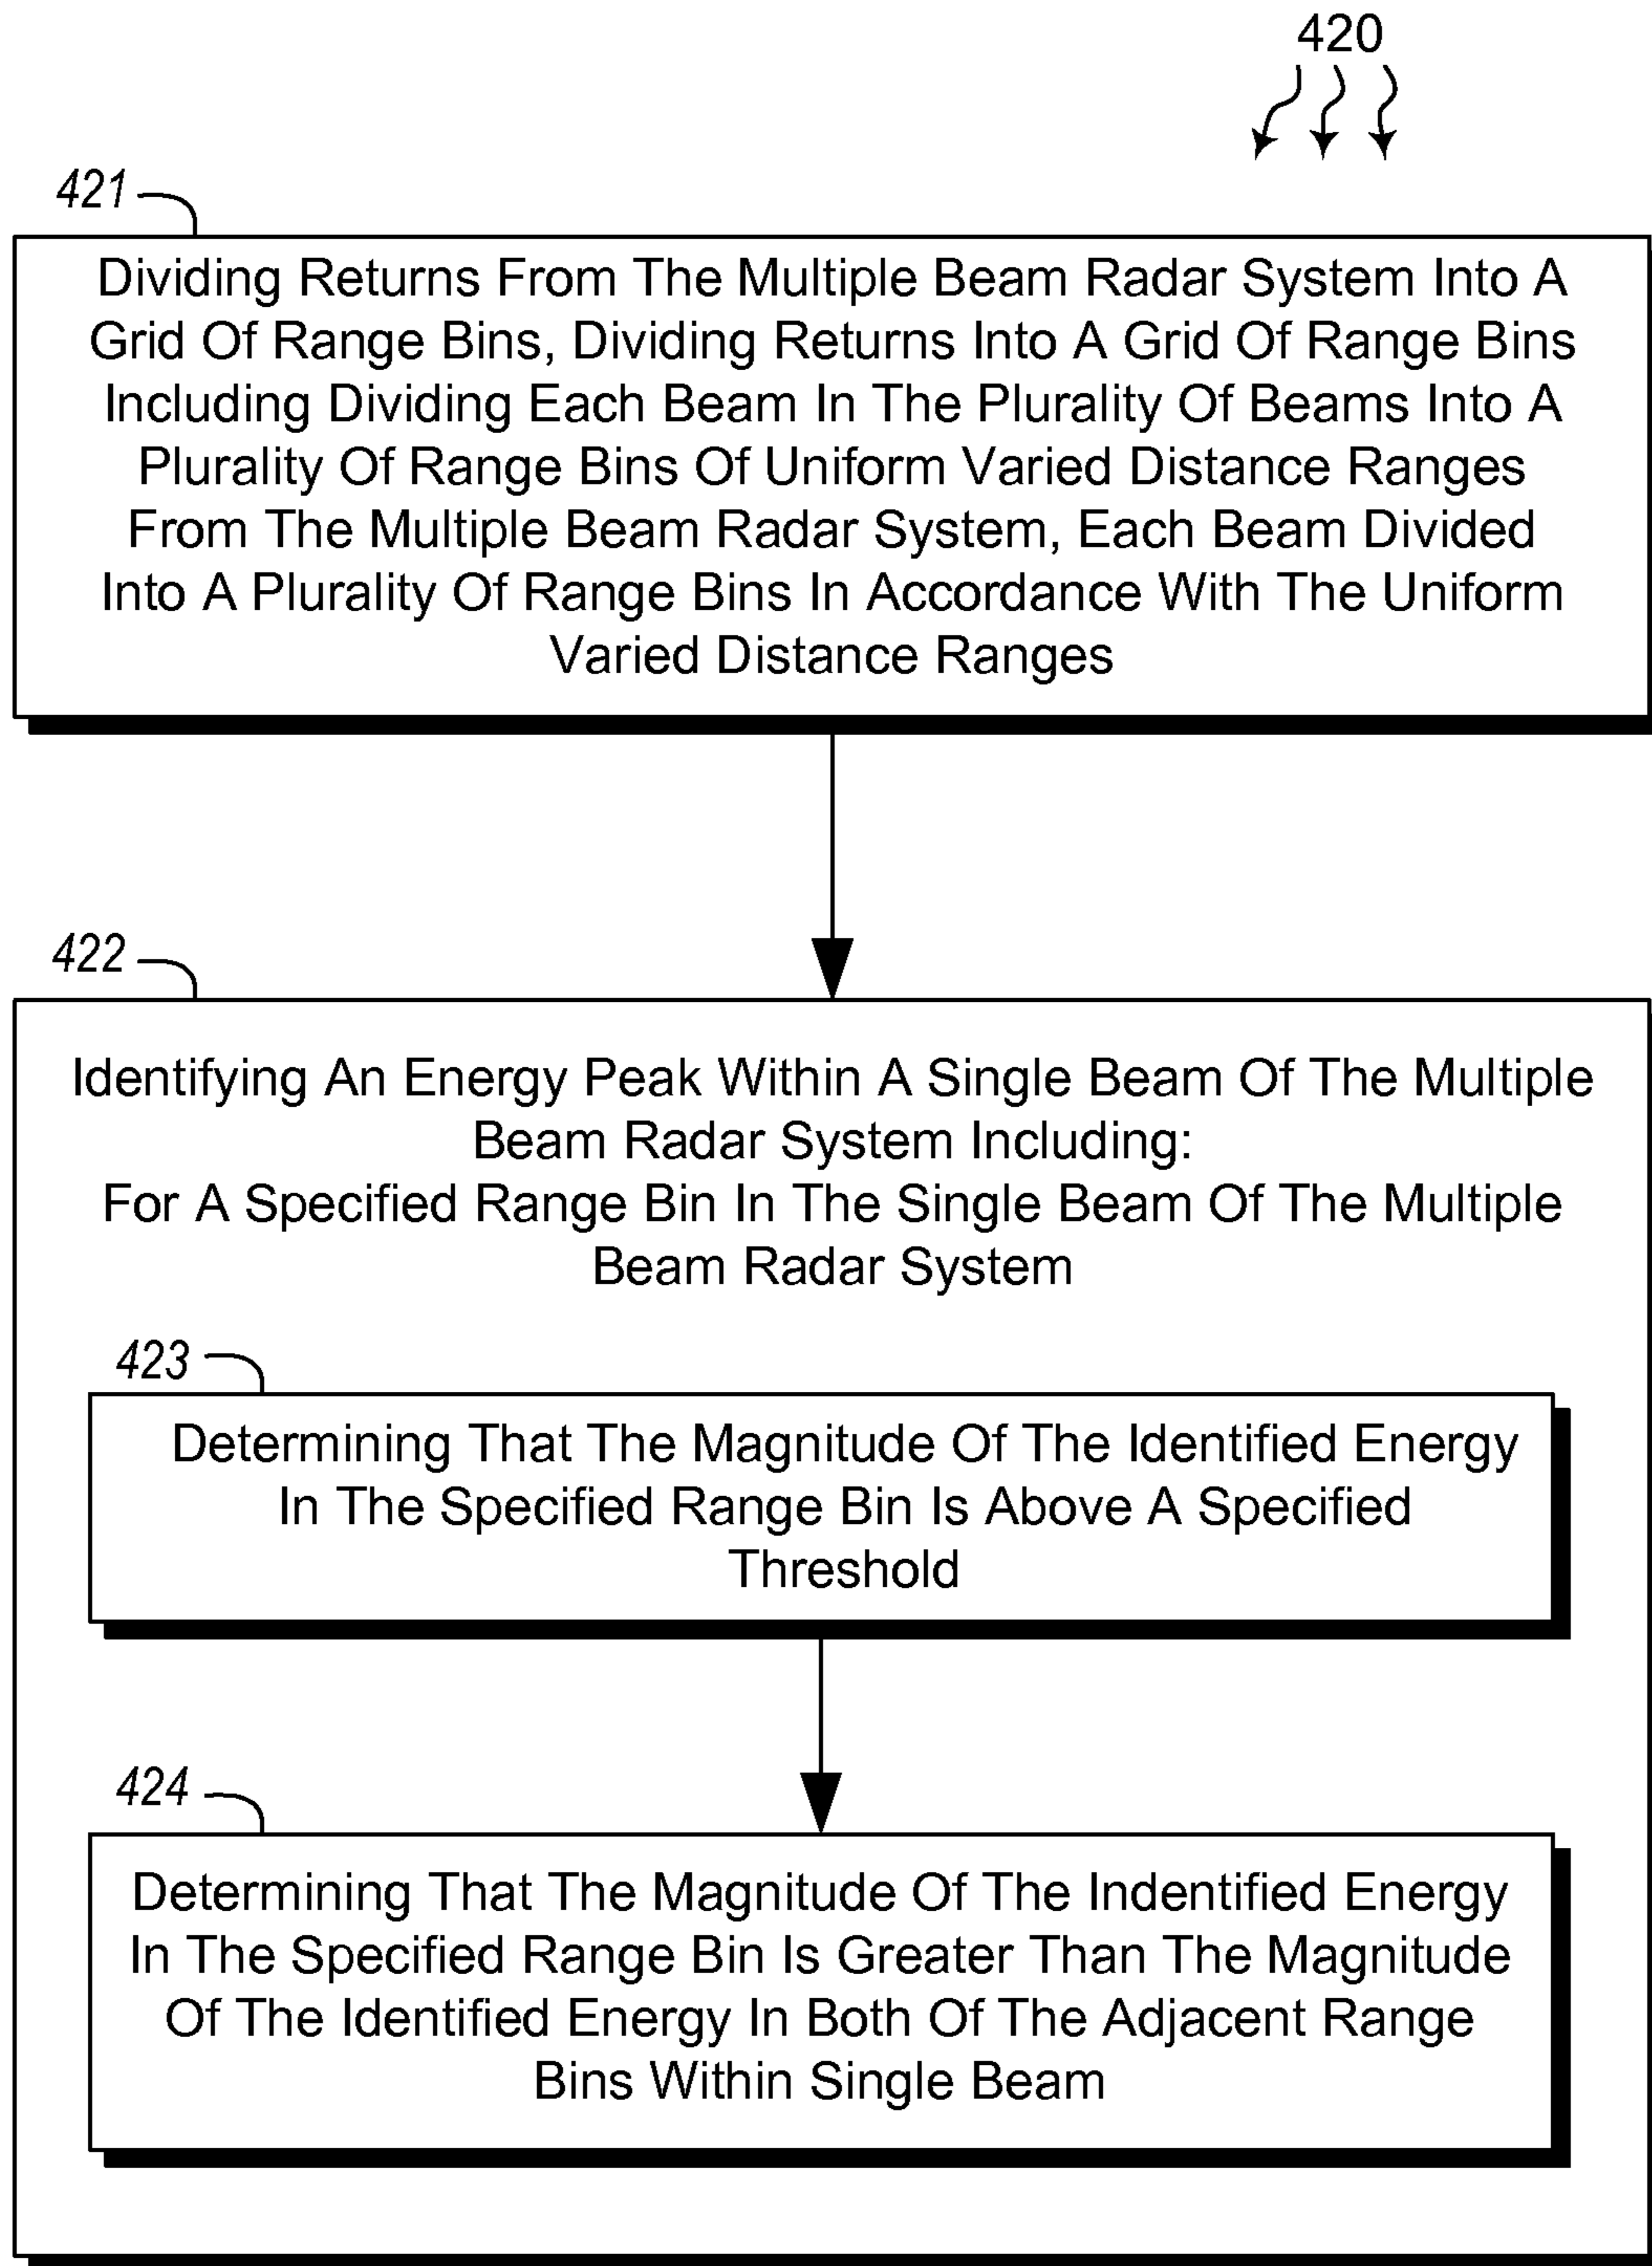 420
421
Dividing Returns From The Multiple Beam Radar System Into A
Grid Of Range Bins, Dividing Returns Into A Grid Of Range Bins
Including Dividing Each Beam In The Plurality Of Beams Into A
Plurality Of Range Bins Of Uniform Varied Distance Ranges
From The Multiple Beam Radar System, Each Beam Divided
Into A Plurality Of Range Bins In Accordance With The Uniform
Varied Distance Ranges
422
Identifying An Energy Peak Within A Single Beam Of The Multiple
Beam Radar System Including:
For A Specified Range Bin In The Single Beam Of The Multiple
Beam Radar System
423
Determining That The Magnitude Of The Identified Energy
In The Specified Range Bin Is Above A Specified
Threshold
424
Determining That The Magnitude Of The Indentified Energy
In The Specified Range Bin Is Greater Than The Magnitude
Of The Identified Energy In Both Of The Adjacent Range
Bins Within Single Beam